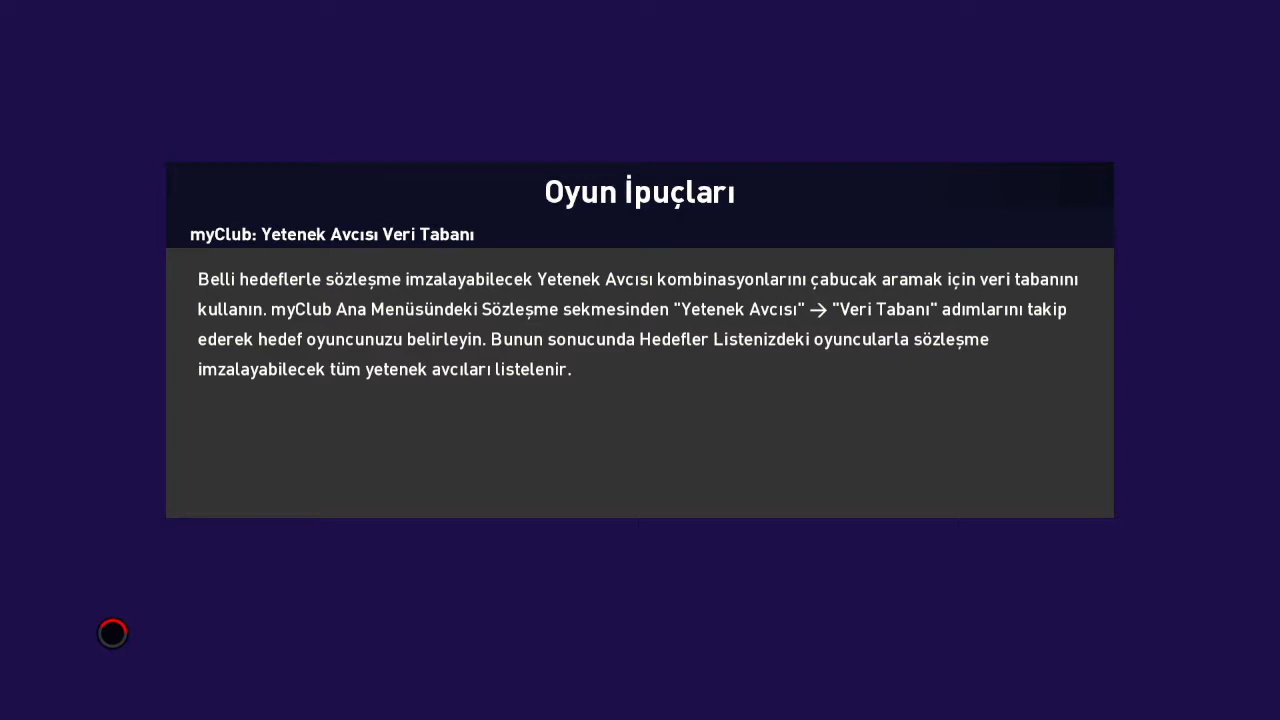 Oyun İpuçları
myClub: Yetenek Avcısı Veri Tabanı
Belli hedeflerle sözleşme imzalayabilecek Yetenek Avcısı kombinasyonlarını çabucak aramak için veri tabanını
kullanın. myClub Ana Menüsündeki Sözleşme sekmesinden "Yetenek Avcısı" → "Veri Tabanı" adımlarını takip
ederek hedef oyuncunuzu belirleyin. Bunun sonucunda Hedefler Listenizdeki oyuncularla sözleşme
imzalayabilecek tüm yetenek avcıları listelenir.